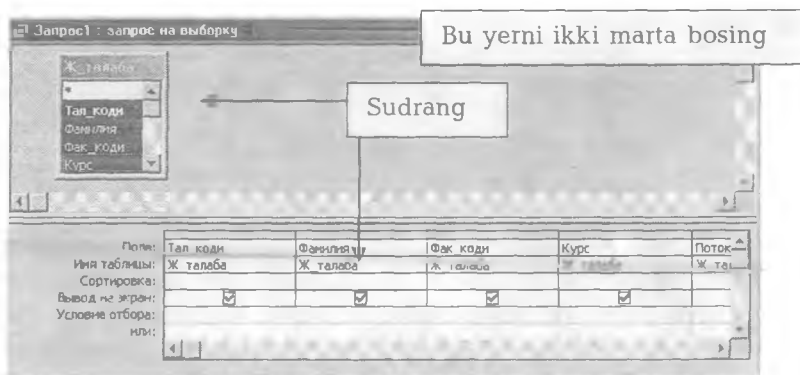 Запрос1 : запрос на выборку
Bu yerni ikki marta bosing
Ж_талаба
*
Тал_коди
Фамилия
Фак_коди
Курс
Sudrang
Поле: Тал_коди Фамилия Фак_коди Курс Поток
Имя таблицы: Ж_талаба Ж_талаба Ж_талаба Ж_талаба Ж_та
Сортировка:
Вывод на экран:
Условие отбора:
или: